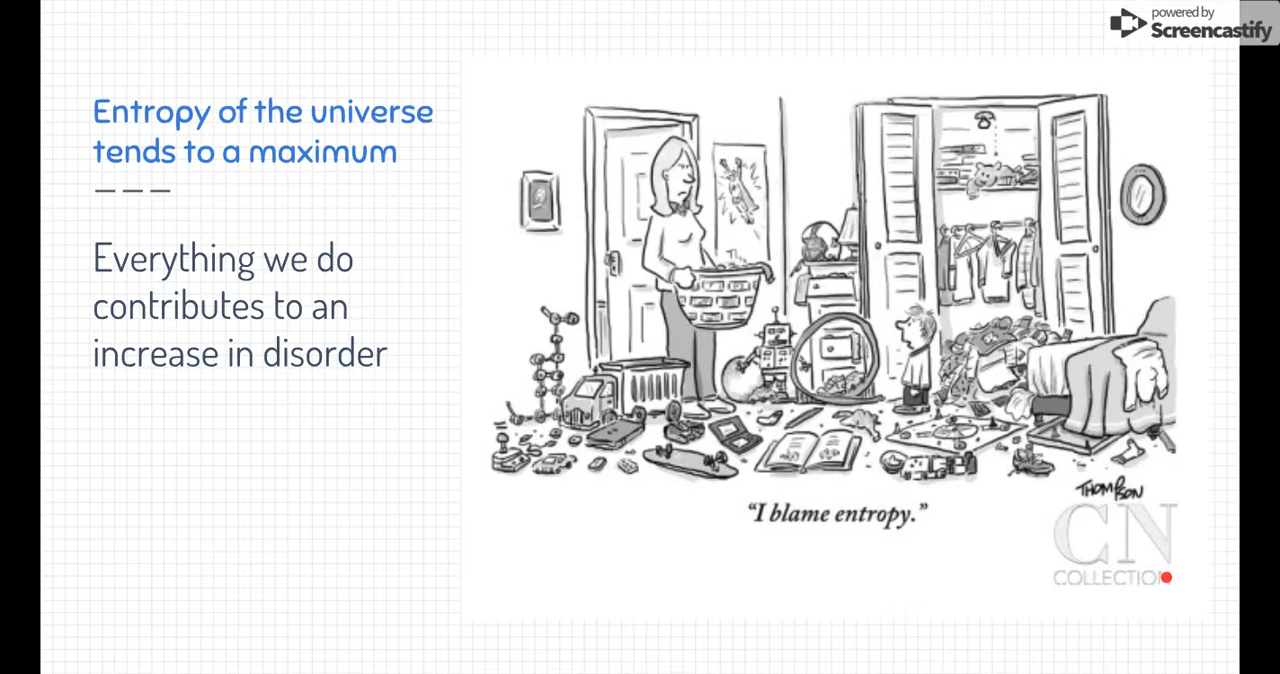 powered by
Screencastify
Entropy of the universe
tends to a maximum
Everything we do
contributes to an
increase in disorder
"I blame entropy."
THOMPSON
CN
COLLECTION